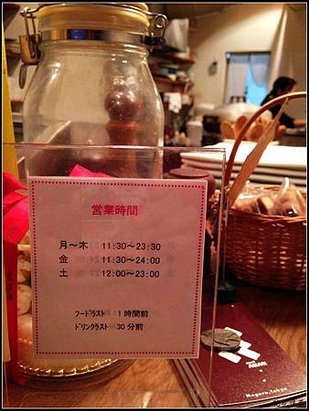 営業時間
月～木 11:30～23:30
金 11:30～24:00
土 12:00～23:00
フードラスト 1時間前
ドリンクラスト 30分前
Meguro, Tokyo